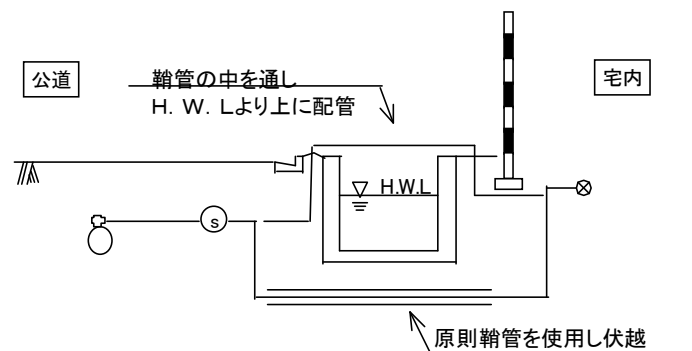 公道
鞘管の中を通し
H. W. Lより上に配管
宅内
H.W.L
s
原則鞘管を使用し伏越